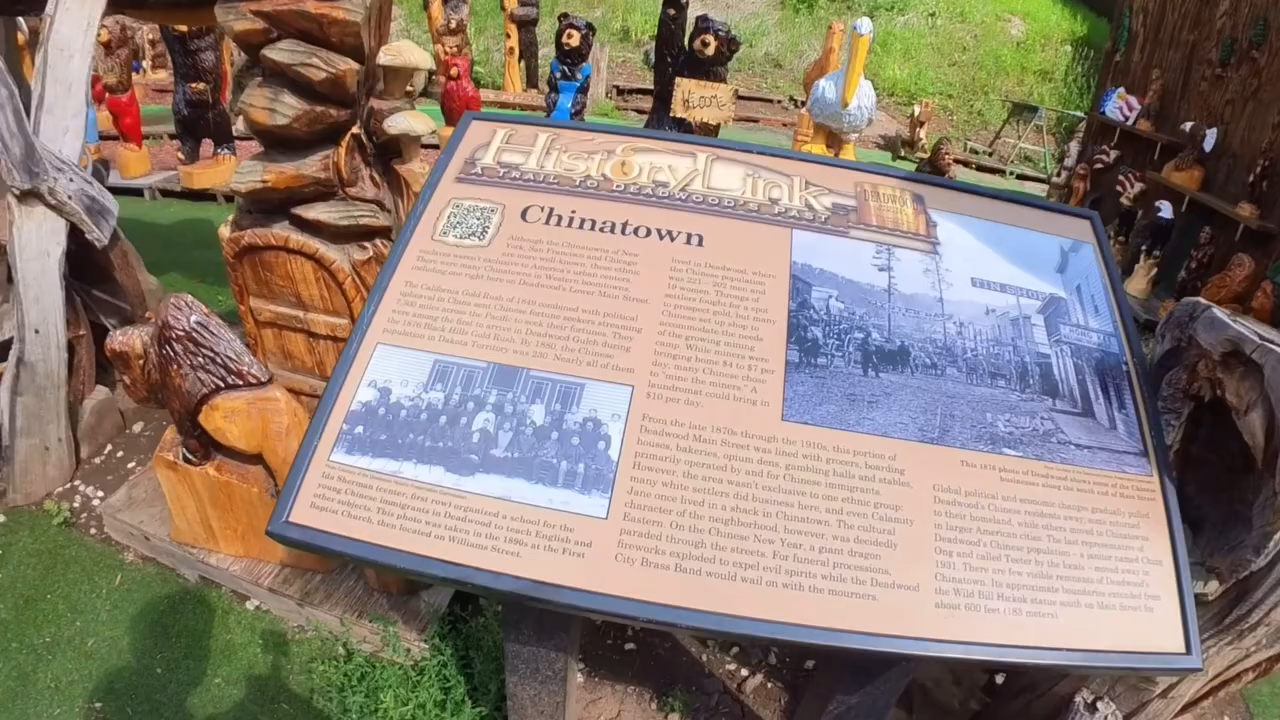 WELCOME
History Link
A TRAIL TO DEADWOOD'S PAST
DEADWOOD
Chinatown
Although the Chinatowns of New
York, San Francisco and Chicago
are more well-known, these ethnic
enclaves weren't exclusive to America's urban centers.
There were many Chinatowns in Western boomtowns,
including one right here on Deadwood's Lower Main Street.
The California Gold Rush of 1849 combined with political
upheaval in China sent Chinese fortune seekers streaming
across the Pacific to seek their fortunes. They
were among the first to arrive in Deadwood Gulch during
the 1876 Black Hills Gold Rush. By 1880, the Chinese
population in Dakota Territory was 230. Nearly all of them
Ida Sherman (center, first row) organized a school for the
young Chinese immigrants in Deadwood to teach English and
other subjects. This photo was taken in the 1890s at the First
Baptist Church, then located on Williams Street.
lived in Deadwood, where
the Chinese population
was 221 – 202 men and
19 women. Throngs of
settlers fought for a spot
to prospect gold, but many
Chinese set up shop to
accommodate the needs
of the growing mining
camp. While miners were
bringing home $4 to $7 per
day, many Chinese chose
to "mine the miners." A
laundromat could bring in
$10 per day.
From the late 1870s through the 1910s, this portion of
Deadwood Main Street was lined with grocers, boarding
houses, bakeries, opium dens, gambling halls and stables,
primarily operated by and for Chinese immigrants.
However, the area wasn't exclusive to one ethnic group:
many white settlers did business here, and even Calamity
Jane once lived in a shack in Chinatown. The cultural
character of the neighborhood, however, was decidedly
Eastern. On the Chinese New Year, a giant dragon
paraded through the streets. For funeral processions,
fireworks exploded to expel evil spirits while the Deadwood
City Brass Band would wail on with the mourners.
TIN SHOP
This 1876 photo of Deadwood shows some of the Chinese
businesses along the south end of Main Street.
Global political and economic changes gradually pulled
Deadwood's Chinese residents away; some returned
to their homeland, while others moved to Chinatowns
in larger American cities. The last representative of
Deadwood's Chinese population – a janitor named Ching
Ong and called Teeter by the locals – moved away in
1931. There are few visible remnants of Deadwood's
Chinatown. Its approximate boundaries extended from
the Wild Bill Hickok statue south on Main Street for
about 600 feet (183 meters).